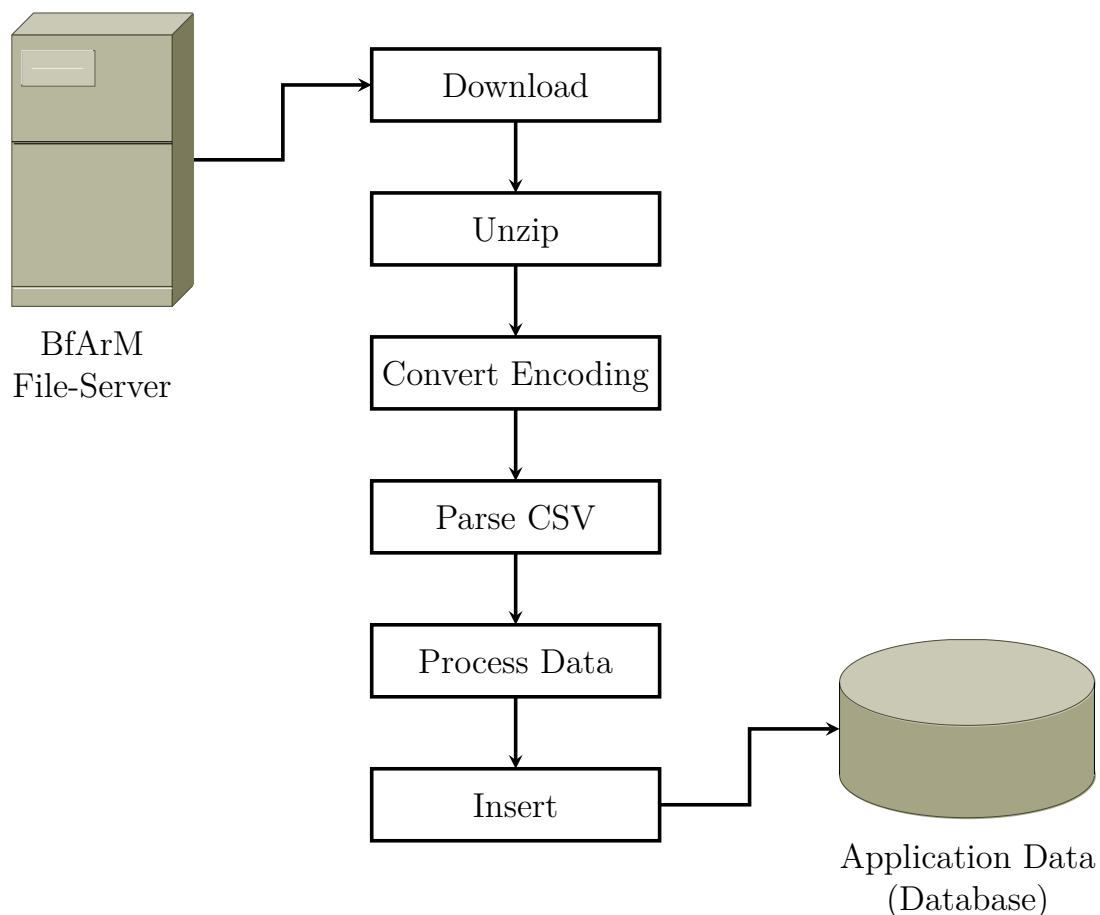 Download
Unzip
BfArM
File-Server
Convert Encoding
Parse CSV
Process Data
Insert
Application Data
(Database)